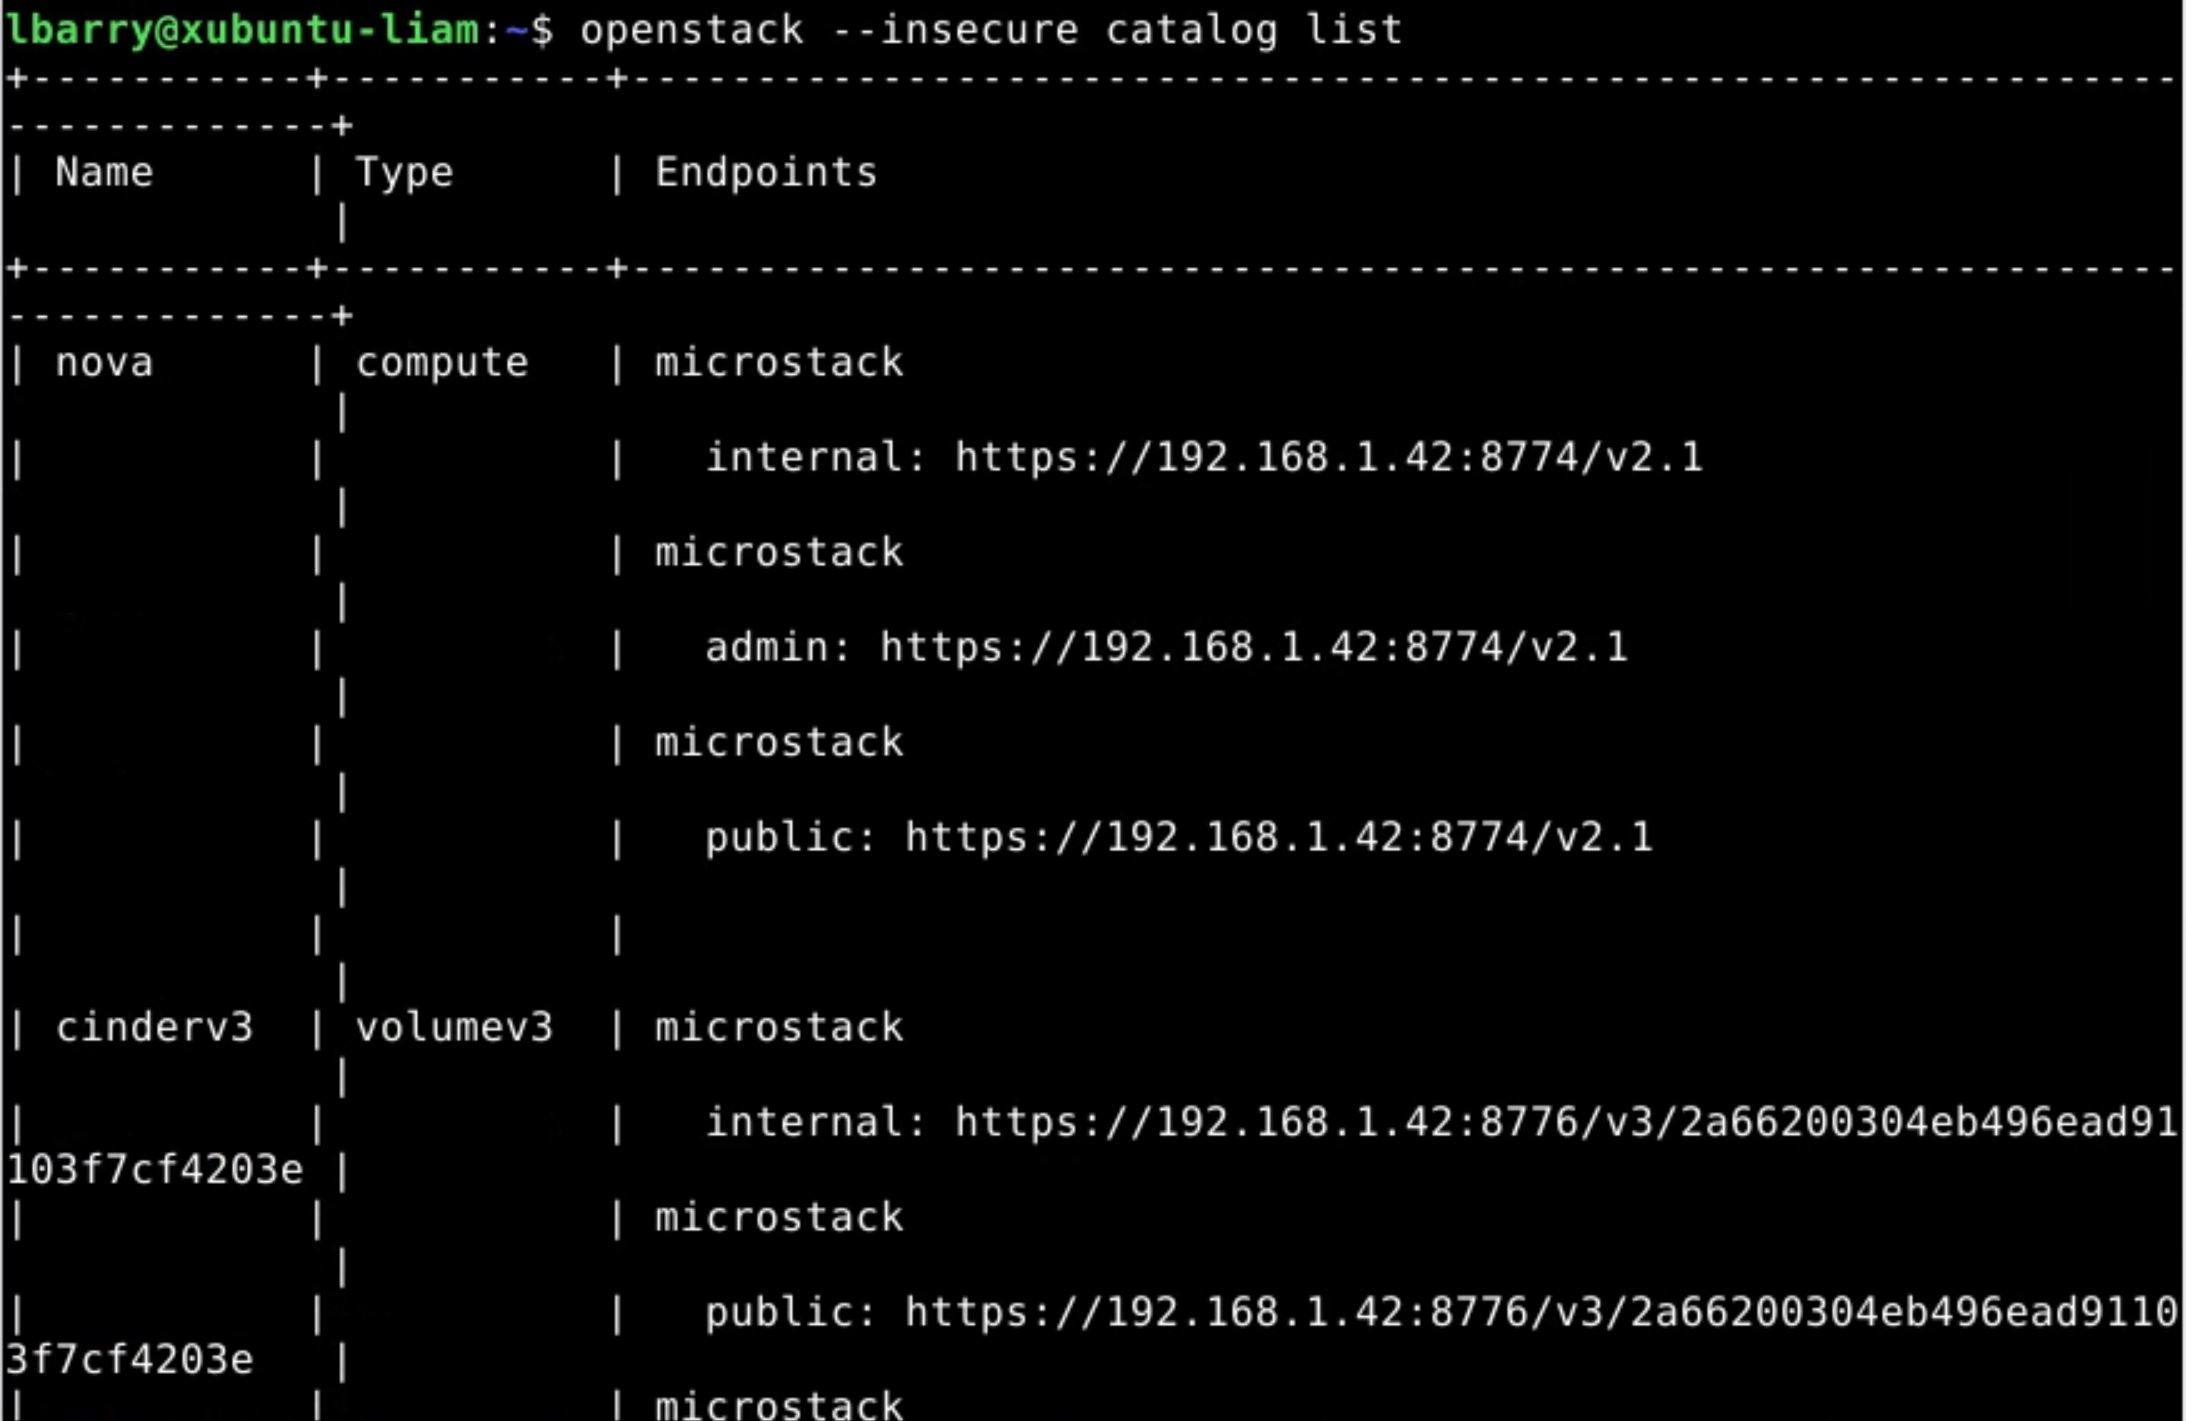 lbarry@xubuntu-liam:~$ openstack --insecure catalog list
+-----------+-----------+--------------------------------------------------------------
-------------+
| Name      | Type      | Endpoints
             |
+-----------+-----------+--------------------------------------------------------------
-------------+
| nova      | compute   | microstack
             |
|           |           |   internal: https://192.168.1.42:8774/v2.1
             |
|           |           | microstack
             |
|           |           |   admin: https://192.168.1.42:8774/v2.1
             |
|           |           | microstack
             |
|           |           |   public: https://192.168.1.42:8774/v2.1
             |
|           |           |
             |
| cinderv3  | volumev3  | microstack
             |
|           |           |   internal: https://192.168.1.42:8776/v3/2a66200304eb496ead91
103f7cf4203e |
|           |           | microstack
             |
|           |           |   public: https://192.168.1.42:8776/v3/2a66200304eb496ead9110
3f7cf4203e   |
|           |           | microstack